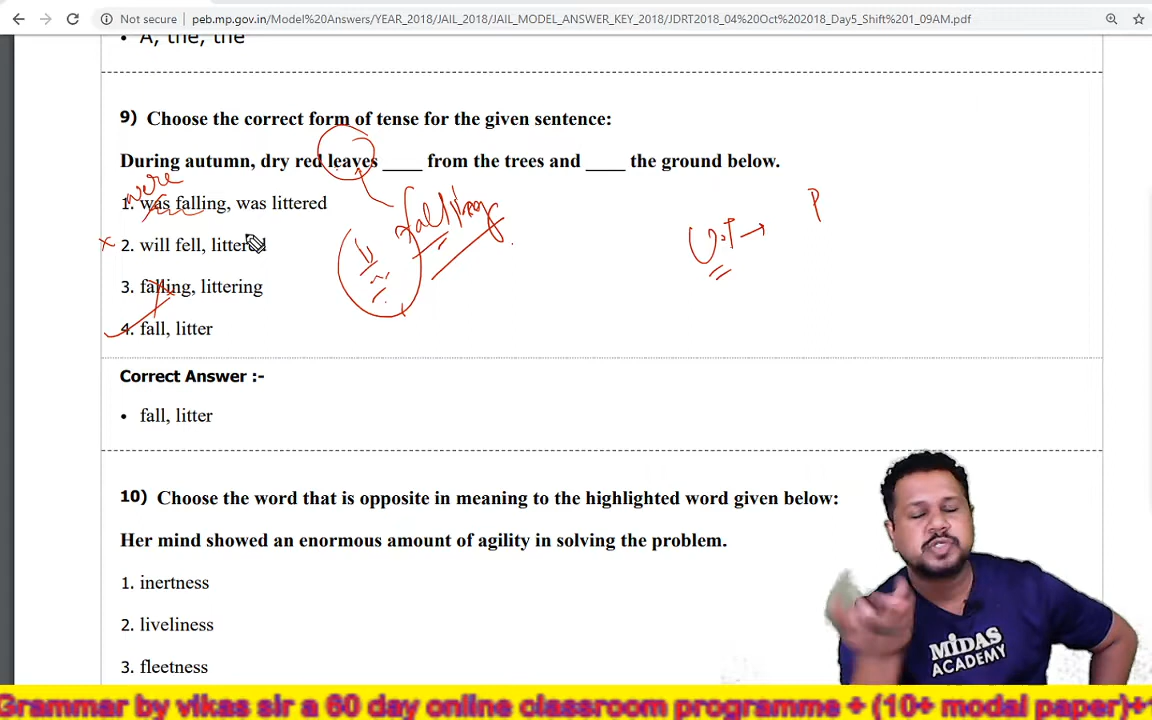 Not secure
peb.mp.gov.in/Model%20Answers/YEAR_2018/JAIL_2018/JAIL_MODEL_ANSWER_KEY_2018/JDRT2018_04%20Oct%202018_Day5_Shift%201_09AM.pdf
• A, the, the
9) Choose the correct form of tense for the given sentence:
During autumn, dry red leaves ____ from the trees and ____ the ground below.
were
1. was falling, was littered
falling
2. will fell, littered
3. falling, littering
4. fall, litter
Correct Answer :-
• fall, litter
10) Choose the word that is opposite in meaning to the highlighted word given below:
Her mind showed an enormous amount of agility in solving the problem.
1. inertness
2. liveliness
3. fleetness
MIDAS
ACADEMY
Grammar by vikas sir a 60 day online classroom programme + (10+ modal paper)+